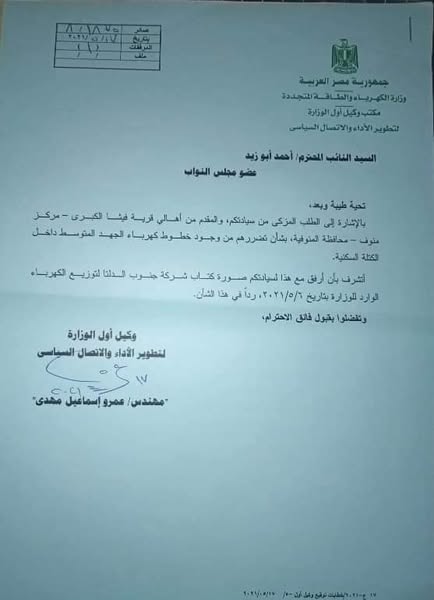 صادر
بتاريخ ٢٠٢١/٥/١٧
المرفقات
ملف
جمهورية مصر العربية
وزارة الكهرباء والطاقة المتجددة
مكتب وكيل أول الوزارة
لتطوير الأداء والاتصال السياسى
السيد النائب المحترم/ أحمد أبو زيد
عضو مجلس النواب
تحية طيبة وبعد،
بالإشارة إلى الطلب المزكى من سيادتكم، والمقدم من أهالي قرية فيشا الكبرى – مركز
منوف – محافظة المنوفية، بشأن تضررهم من وجود خطوط كهرباء الجهد المتوسط داخل
الكتلة السكنية.
أتشرف بأن أرفق مع هذا لسيادتكم صورة كتاب شركة جنوب الدلتا لتوزيع الكهرباء
الوارد للوزارة بتاريخ ٢٠٢١/٥/٦، رداً في هذا الشأن.
وتفضلوا بقبول فائق الاحترام،
وكيل أول الوزارة
لتطوير الأداء والاتصال السياسى
١٧
"مهندس/ عمرو إسماعيل مهدى"